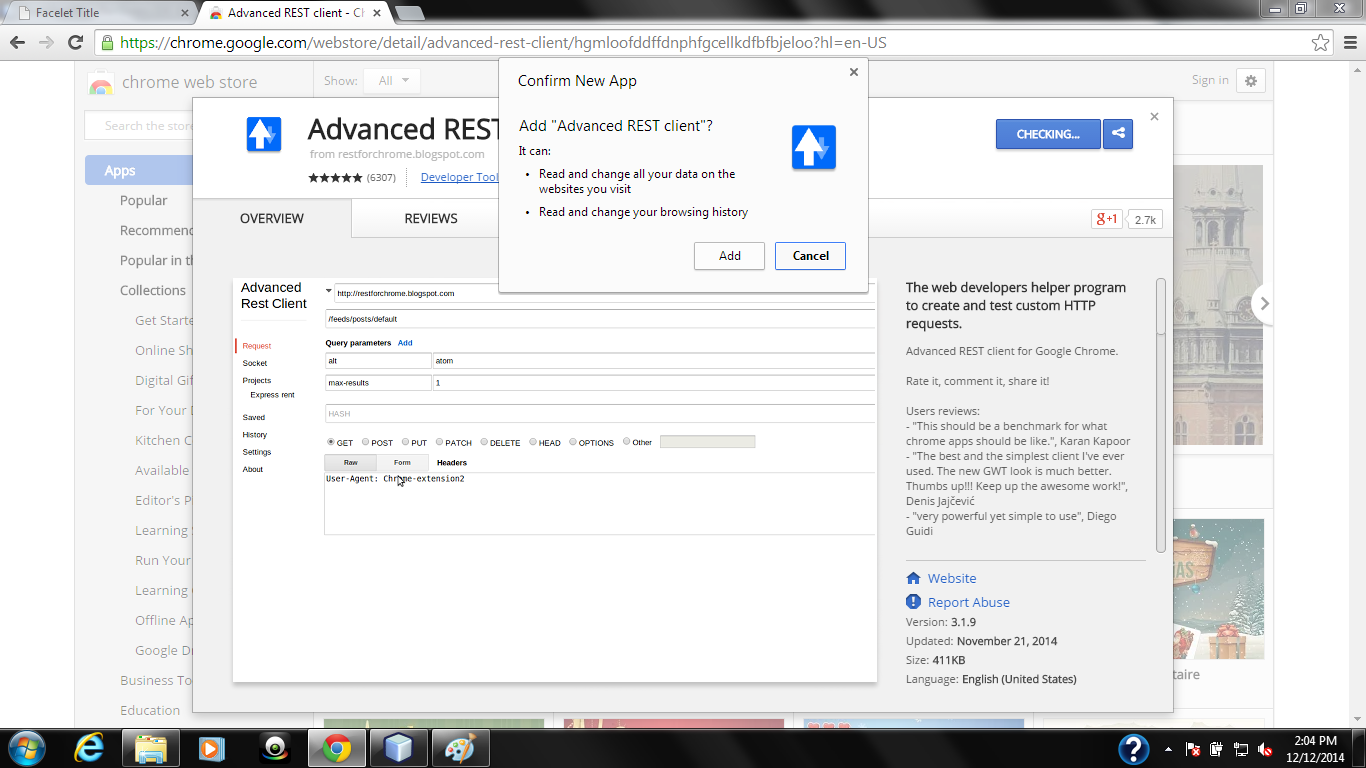 Facelet Title
Advanced REST client - Ch
https://chrome.google.com/webstore/detail/advanced-rest-client/hgmloofddffdnphfgcellkdfbfbjeloo?hl=en-US
chrome web store
Show:
All
Sign in
Search the store
Apps
Popular
Recommen
Popular in th
Collections
Get Starte
Online Sh
Digital Gif
For Your D
Kitchen C
Available
Editor's P
Learning
Run Your
Learning
Offline Ap
Google Dr
Business To
Education
Advanced REST
from restforchrome.blogspot.com
(6307)
Developer Tool
CHECKING...
OVERVIEW
REVIEWS
g+1
2.7k
Confirm New App
Add "Advanced REST client"?
It can:
• Read and change all your data on the
websites you visit
• Read and change your browsing history
Add
Cancel
Advanced
Rest Client
http://restforchrome.blogspot.com
/feeds/posts/default
Query parameters Add
alt
atom
max-results
1
HASH
Request
Socket
Projects
Express rent
Saved
History
Settings
About
GET POST PUT PATCH DELETE HEAD OPTIONS Other
Raw
Form
Headers
User-Agent: Chrome-extension2
The web developers helper program
to create and test custom HTTP
requests.
Advanced REST client for Google Chrome.
Rate it, comment it, share it!
Users reviews:
- "This should be a benchmark for what
chrome apps should be like.", Karan Kapoor
- "The best and the simplest client I've ever
used. The new GWT look is much better.
Thumbs up!!! Keep up the awesome work!",
Denis Jajčević
- "very powerful yet simple to use", Diego
Guidi
Website
Report Abuse
Version: 3.1.9
Updated: November 21, 2014
Size: 411KB
Language: English (United States)
AS
taire
2:04 PM
12/12/2014